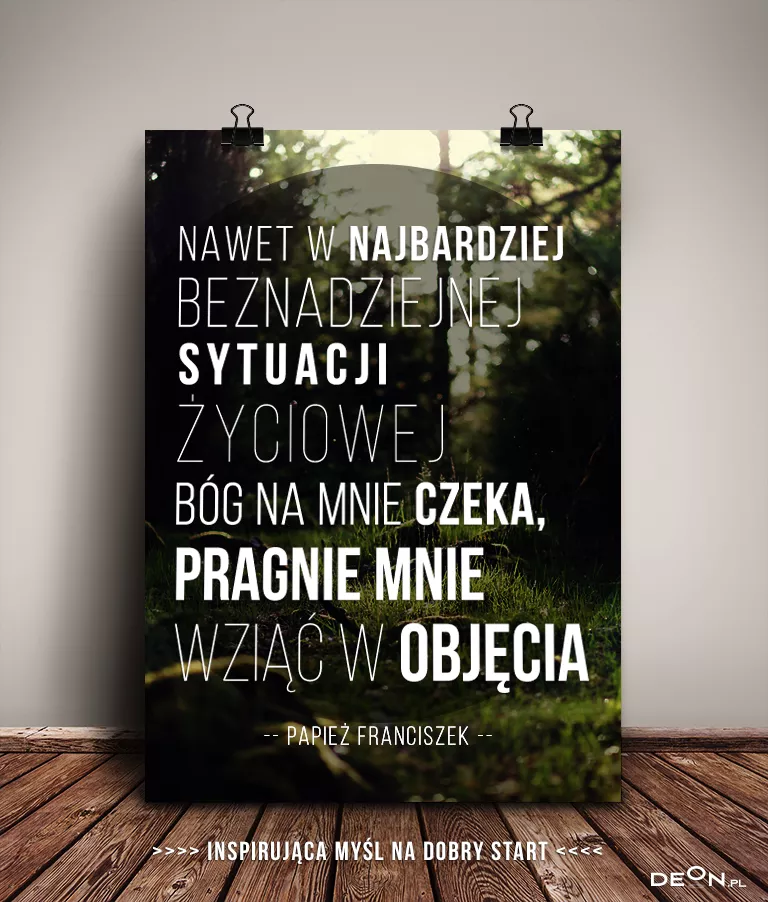 NAWET W NAJBARDZIEJ
BEZNADZIEJNEJ
SYTUACJI
ŻYCIOWEJ
BÓG NA MNIE CZEKA,
PRAGNIE MNIE
WZIĄĆ W OBJĘCIA
-- PAPIEŻ FRANCISZEK --
>>>> INSPIRUJĄCA MYŚL NA DOBRY START <<<<
DEON.PL